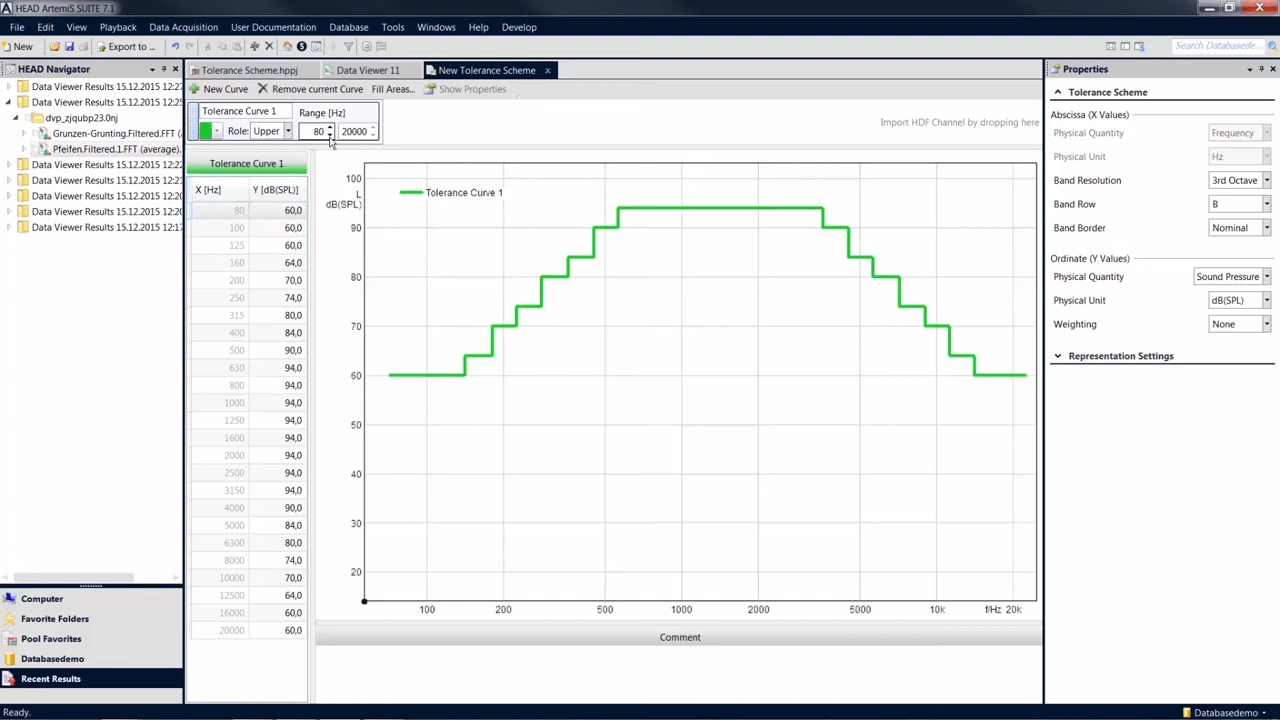 HEAD ArtemiS SUITE 7.1
File Edit View Playback Data Acquisition User Documentation Database Tools Windows Help Develop
New Export to ... Search Databasede...
HEAD Navigator
Data Viewer Results 15.12.2015 12:27
Data Viewer Results 15.12.2015 12:25
dvp_zjqubp23.0nj
Grunzen-Grunting.Filtered.FFT (
Pfeifen.Filtered.1.FFT (average).
Data Viewer Results 15.12.2015 12:22
Data Viewer Results 15.12.2015 12:21
Data Viewer Results 15.12.2015 12:20
Data Viewer Results 15.12.2015 12:20
Data Viewer Results 15.12.2015 12:17
Computer
Favorite Folders
Pool Favorites
Databasedemo
Recent Results
Tolerance Scheme.hppj Data Viewer 11 New Tolerance Scheme
New Curve Remove current Curve Fill Areas... Show Properties
Tolerance Curve 1 Range [Hz]
Role: Upper 80 20000
Import HDF Channel by dropping here
Tolerance Curve 1
X [Hz] Y [dB(SPL)]
80 60,0
100 60,0
125 60,0
160 64,0
200 70,0
250 74,0
315 80,0
400 84,0
500 90,0
630 94,0
800 94,0
1000 94,0
1250 94,0
1600 94,0
2000 94,0
2500 94,0
3150 94,0
4000 90,0
5000 84,0
6300 80,0
8000 74,0
10000 70,0
12500 64,0
16000 60,0
20000 60,0
100
L
dB(SPL)
Tolerance Curve 1
90
80
70
60
50
40
30
20
100 200 500 1000 2000 5000 10k f/Hz 20k
Comment
Properties
Tolerance Scheme
Abscissa (X Values)
Physical Quantity Frequency
Physical Unit Hz
Band Resolution 3rd Octave
Band Row B
Band Border Nominal
Ordinate (Y Values)
Physical Quantity Sound Pressure
Physical Unit dB(SPL)
Weighting None
Representation Settings
Ready. Databasedemo